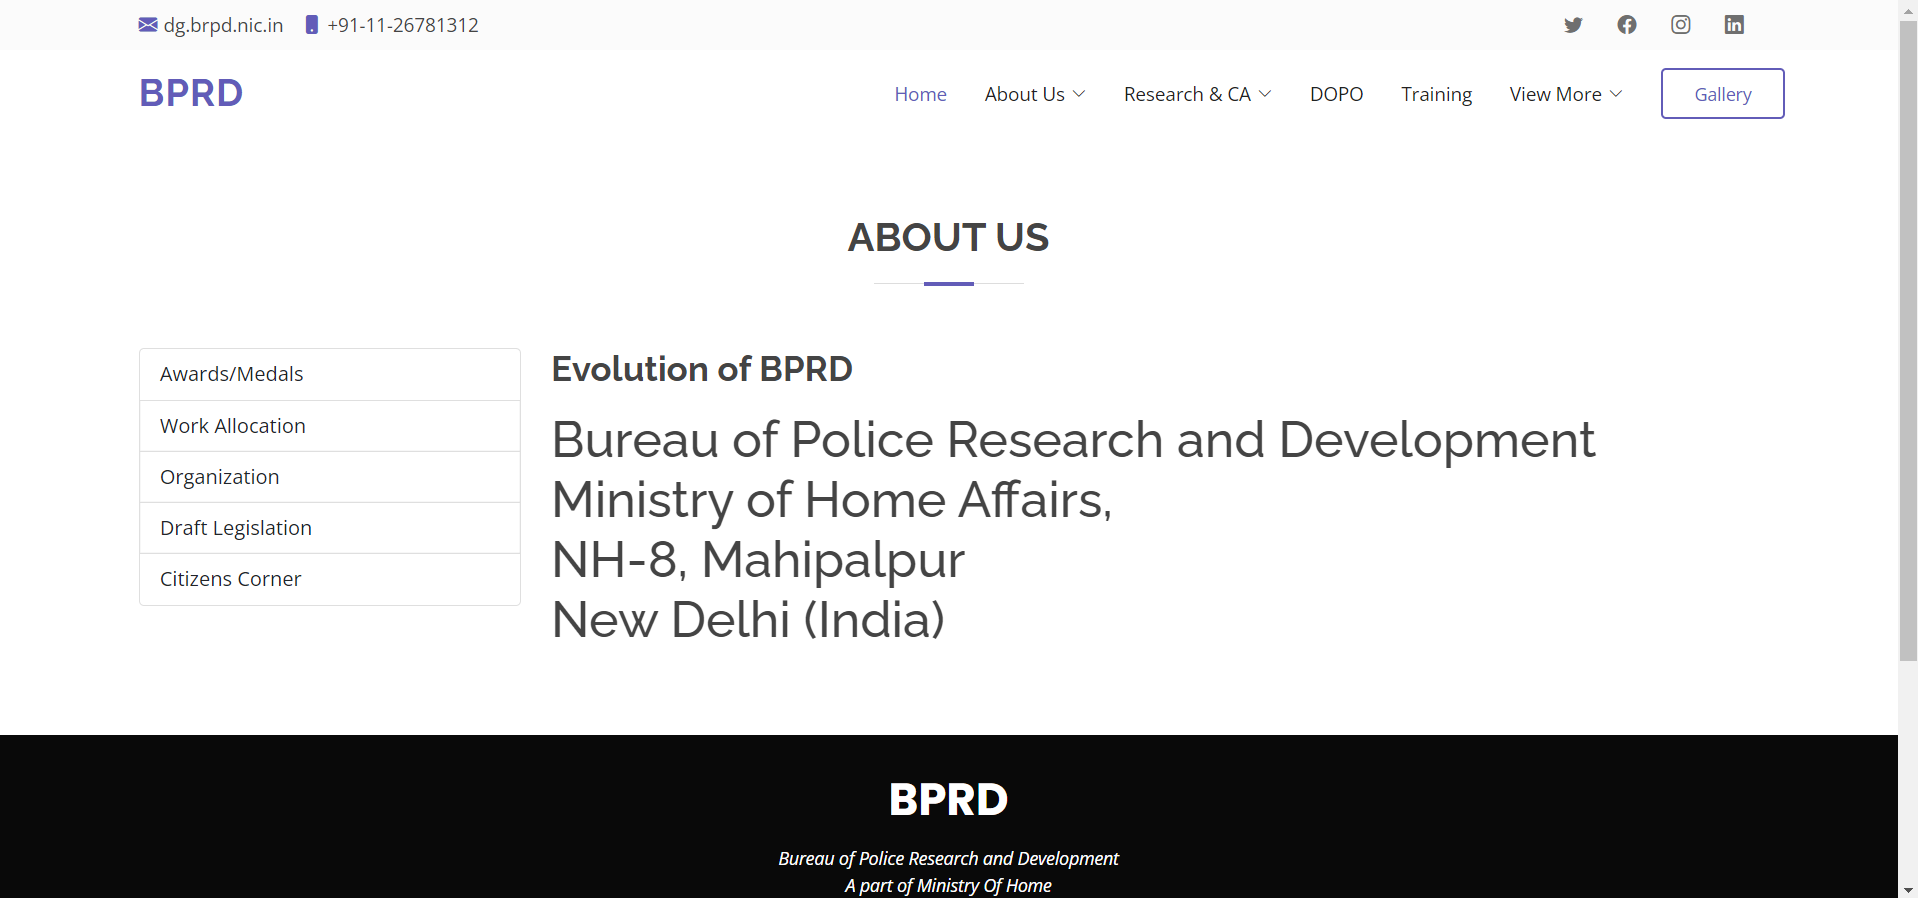 dg.brpd.nic.in +91-11-26781312
BPRD Home About Us Research & CA DOPO Training View More Gallery
ABOUT US
Awards/Medals
Work Allocation
Organization
Draft Legislation
Citizens Corner
Evolution of BPRD
Bureau of Police Research and Development
Ministry of Home Affairs,
NH-8, Mahipalpur
New Delhi (India)
BPRD
Bureau of Police Research and Development
A part of Ministry Of Home